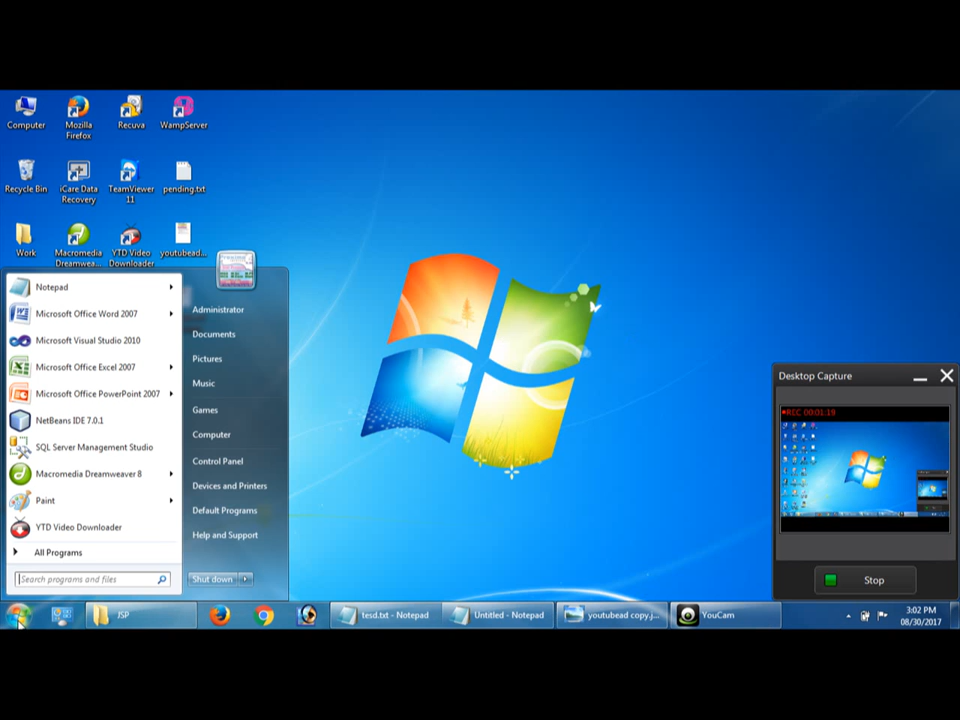 Computer
Mozilla
Firefox
Recuva
WampServer
Recycle Bin
iCare Data
Recovery
TeamViewer
11
pending.txt
Work
Macromedia
Dreamwea...
YTD Video
Downloader
youtubead...
Notepad
Microsoft Office Word 2007
Microsoft Visual Studio 2010
Microsoft Office Excel 2007
Microsoft Office PowerPoint 2007
NetBeans IDE 7.0.1
SQL Server Management Studio
Macromedia Dreamweaver 8
Paint
YTD Video Downloader
All Programs
Search programs and files
Administrator
Documents
Pictures
Music
Games
Computer
Control Panel
Devices and Printers
Default Programs
Help and Support
Shut down
Desktop Capture
REC 00:01:19
Stop
JSP
tesd.txt - Notepad
Untitled - Notepad
youtubead copy.j...
YouCam
3:02 PM
08/30/2017